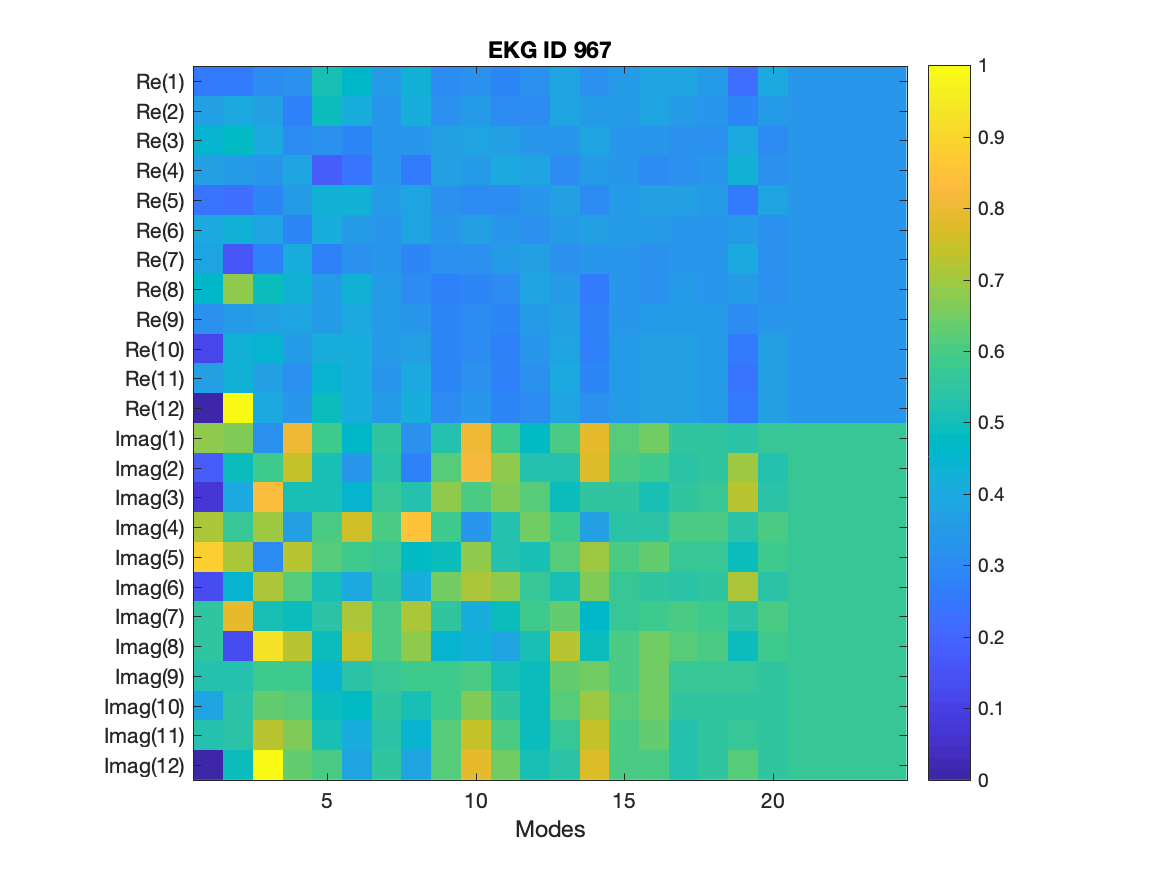 EKG ID 967
Re(1)
Re(2)
Re(3)
Re(4)
Re(5)
Re(6)
Re(7)
Re(8)
Re(9)
Re(10)
Re(11)
Re(12)
Imag(1)
Imag(2)
Imag(3)
Imag(4)
Imag(5)
Imag(6)
Imag(7)
Imag(8)
Imag(9)
Imag(10)
Imag(11)
Imag(12)
5 10 15 20
Modes
1
0.9
0.8
0.7
0.6
0.5
0.4
0.3
0.2
0.1
0